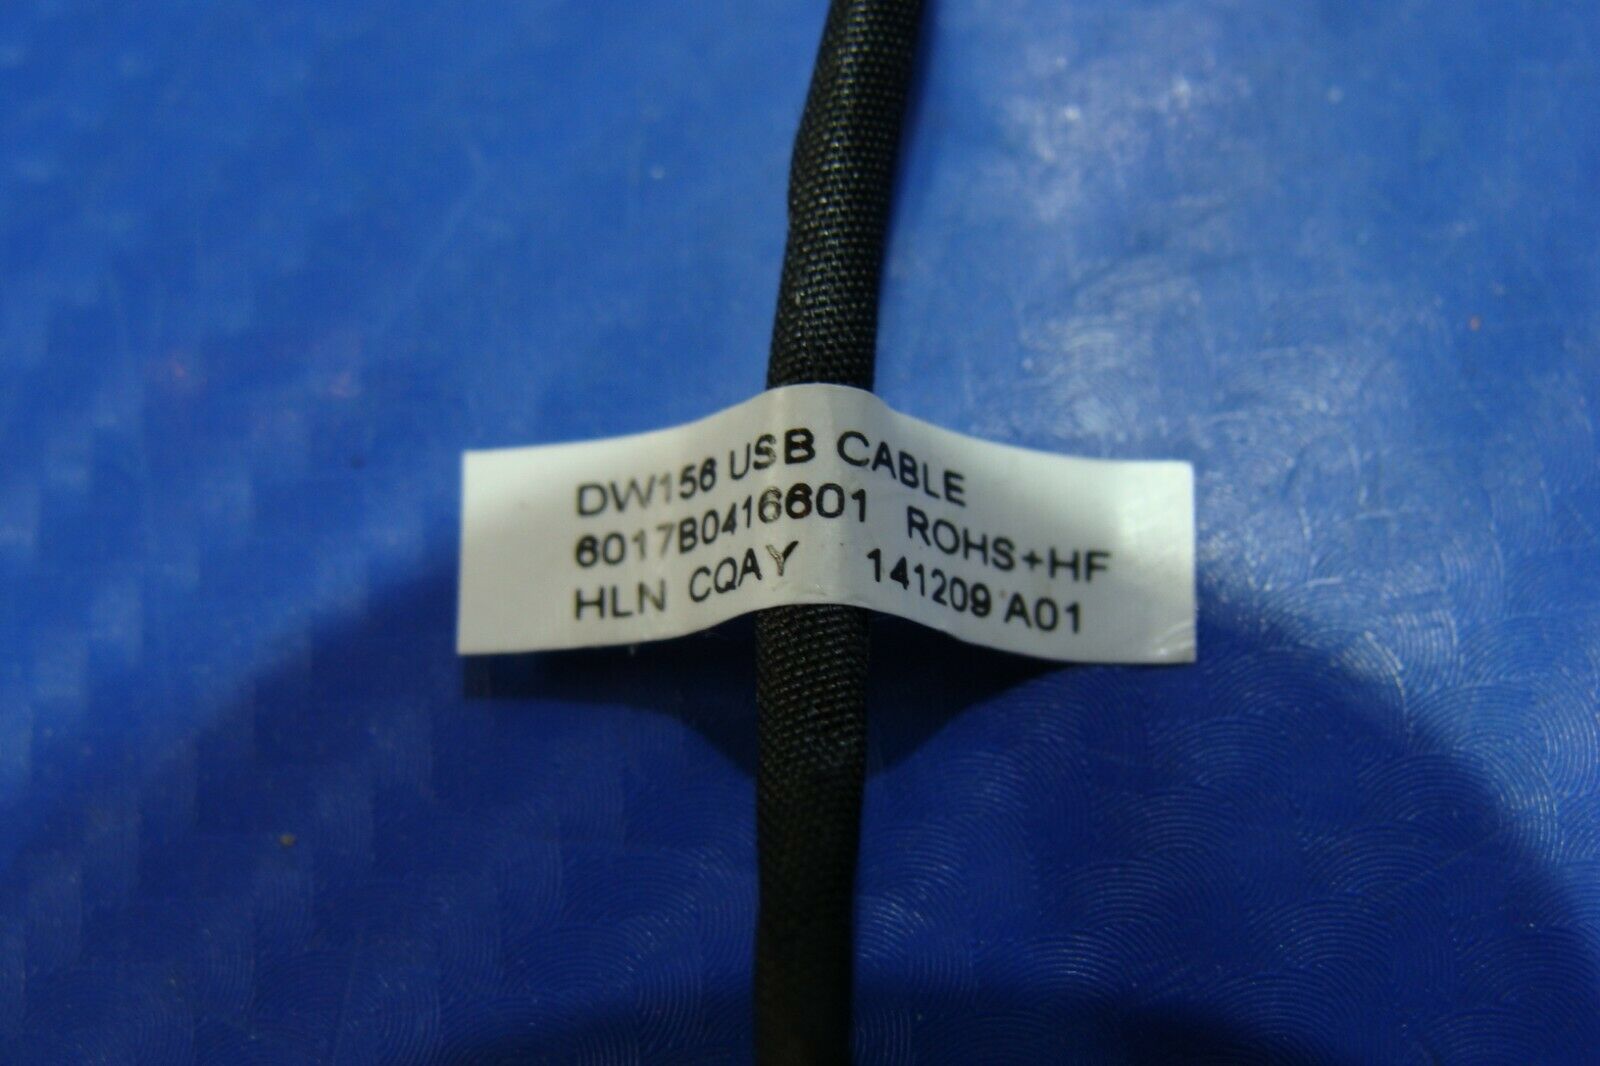 DW156 USB CABLE
6017B0416601 ROHS+HF
HLN CQAY 141209 A01